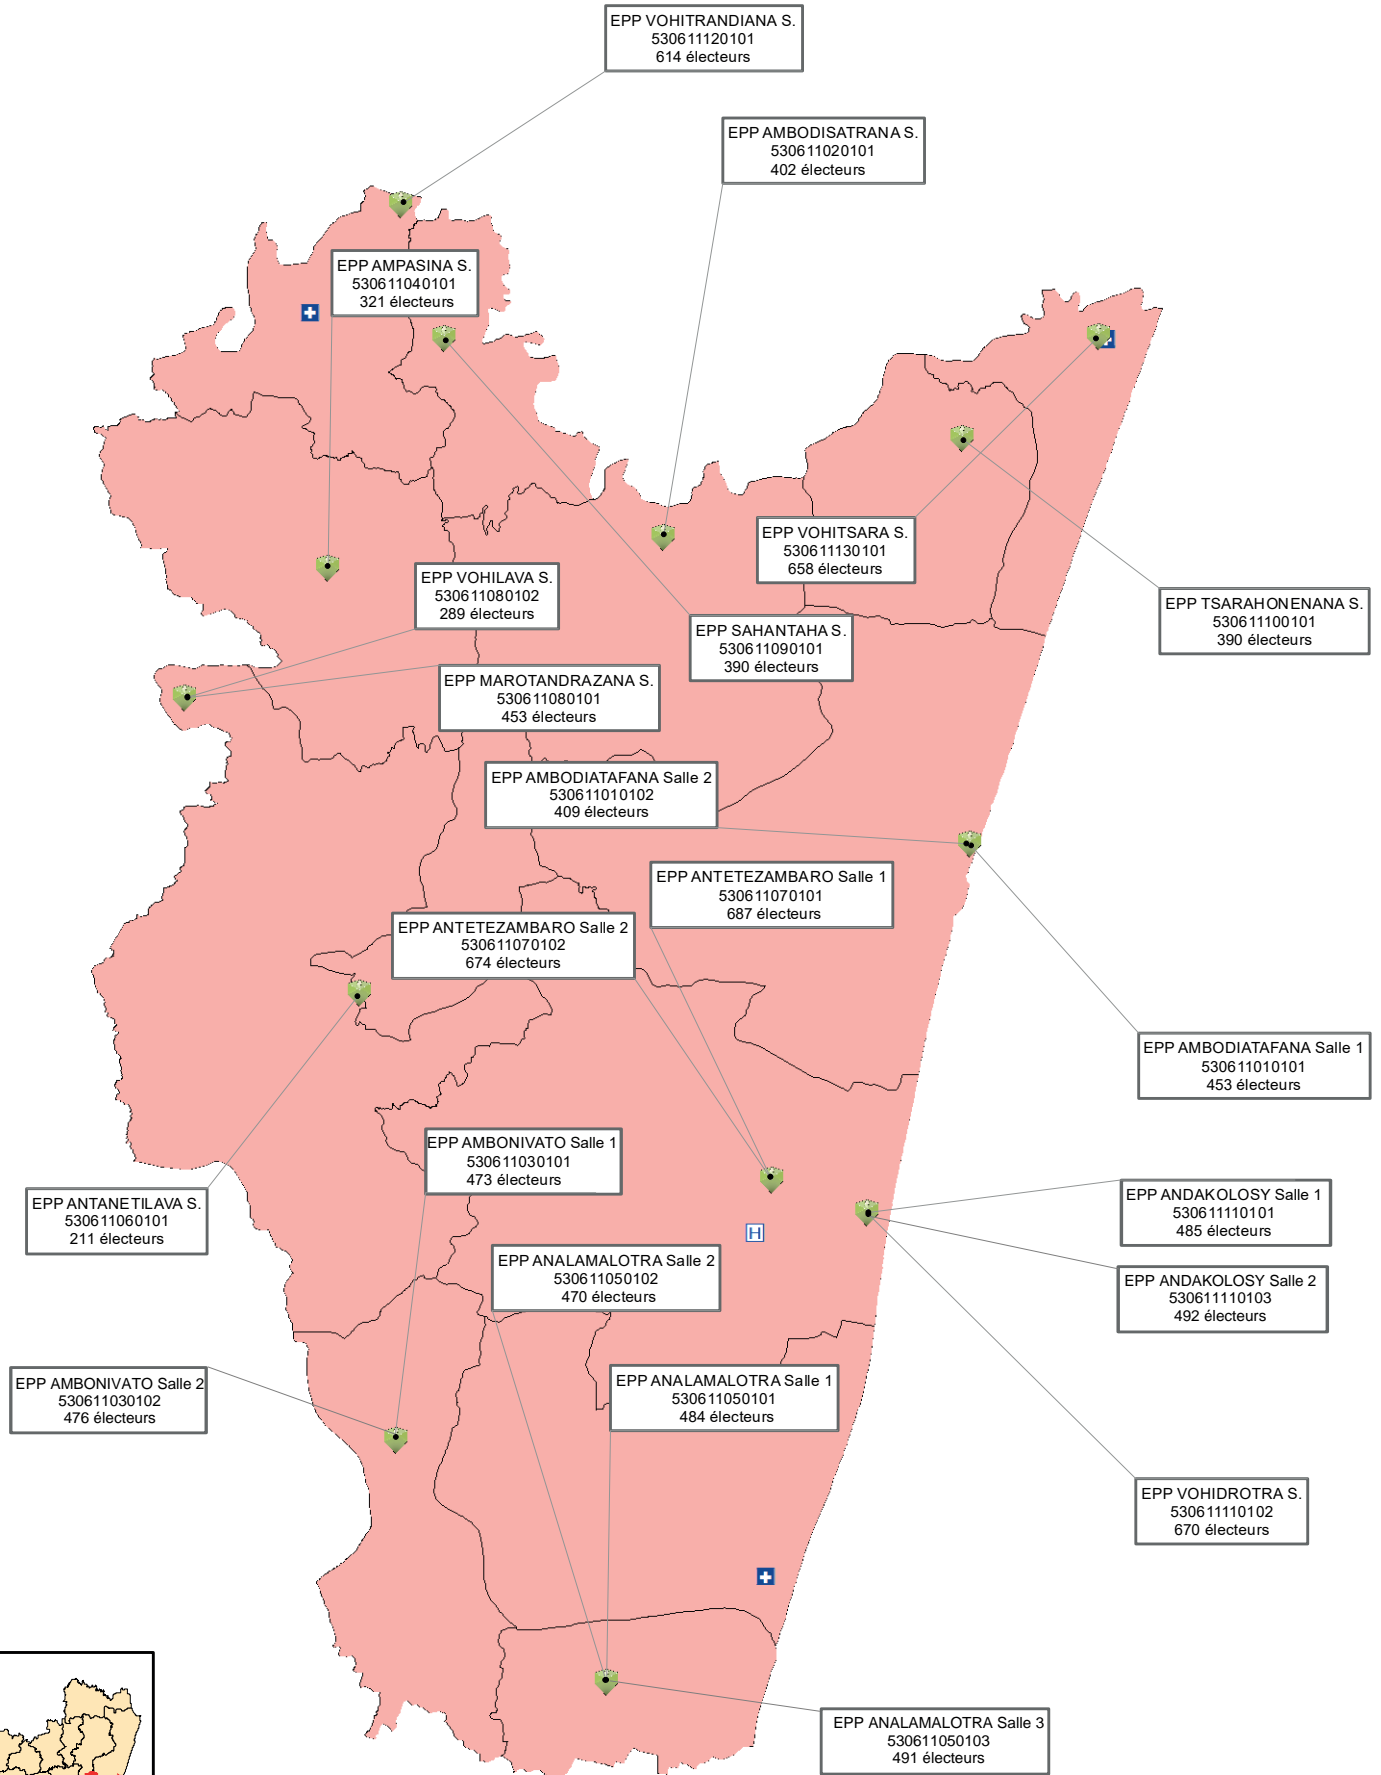 EPP VOHITRANDIANA S.
530611120101
614 électeurs
EPP AMBODISATRANA S.
530611020101
402 électeurs
EPP AMPASINA S.
530611040101
321 électeurs
EPP VOHITSARA S.
530611130101
658 électeurs
EPP VOHILAVA S.
530611080102
289 électeurs
EPP TSARAHONENANA S.
530611100101
390 électeurs
EPP SAHANTAHA S.
530611090101
390 électeurs
EPP MAROTANDRAZANA S.
530611080101
453 électeurs
EPP AMBODIATAFANA Salle 2
530611010102
409 électeurs
EPP ANTETEZAMBARO Salle 1
530611070101
687 électeurs
EPP ANTETEZAMBARO Salle 2
530611070102
674 électeurs
EPP AMBODIATAFANA Salle 1
530611010101
453 électeurs
EPP AMBONIVATO Salle 1
530611030101
473 électeurs
EPP ANTANETILAVA S.
530611060101
211 électeurs
EPP ANDAKOLOSY Salle 1
530611110101
485 électeurs
H
EPP ANALAMALOTRA Salle 2
530611050102
470 électeurs
EPP ANDAKOLOSY Salle 2
530611110103
492 électeurs
EPP AMBONIVATO Salle 2
530611030102
476 électeurs
EPP ANALAMALOTRA Salle 1
530611050101
484 électeurs
EPP VOHIDROTRA S.
530611110102
670 électeurs
EPP ANALAMALOTRA Salle 3
530611050103
491 électeurs